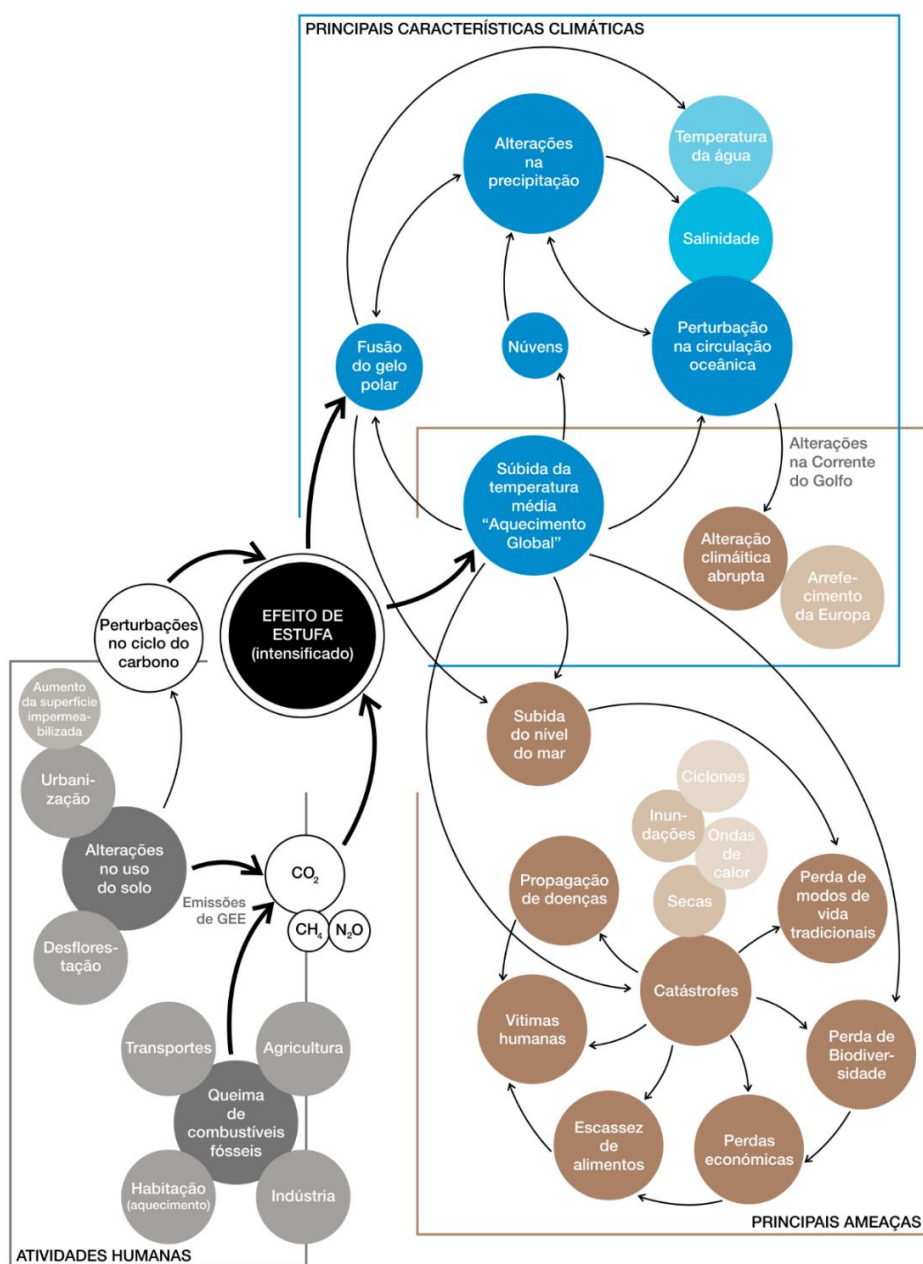 PRINCIPAIS CARACTERÍSTICAS CLIMÁTICAS
Temperatura
da água
Alterações
na
precipitação
Salinidade
Fusão
do gelo
polar
Núvens
Perturbação
na circulação
oceânica
Súbida da
temperatura
média
“Aquecimento
Global”
Alterações
na Corrente
do Golfo
Alteração
climáitica
abrupta
Arrefe-
cimento
da Europa
EFEITO DE
ESTUFA
(intensificado)
Perturbações
no ciclo do
carbono
Aumento
da superfície
impermea-
bilizada
Urbani-
zação
Alterações
no uso
do solo
Desflores-
tação
Emissões
de GEE
CO₂
CH₄
N₂O
Transportes
Agricultura
Queima
de
combustíveis
fósseis
Habitação
(aquecimento)
Indústria
ATIVIDADES HUMANAS
Subida
do nível
do mar
Ciclones
Inun-
dações
Ondas
de
calor
Secas
Propagação
de doenças
Perda de
modos de
vida
tradicionais
Catástrofes
Vitimas
humanas
Perda de
Biodiver-
sidade
Escassez
de
alimentos
Perdas
económicas
PRINCIPAIS AMEAÇAS